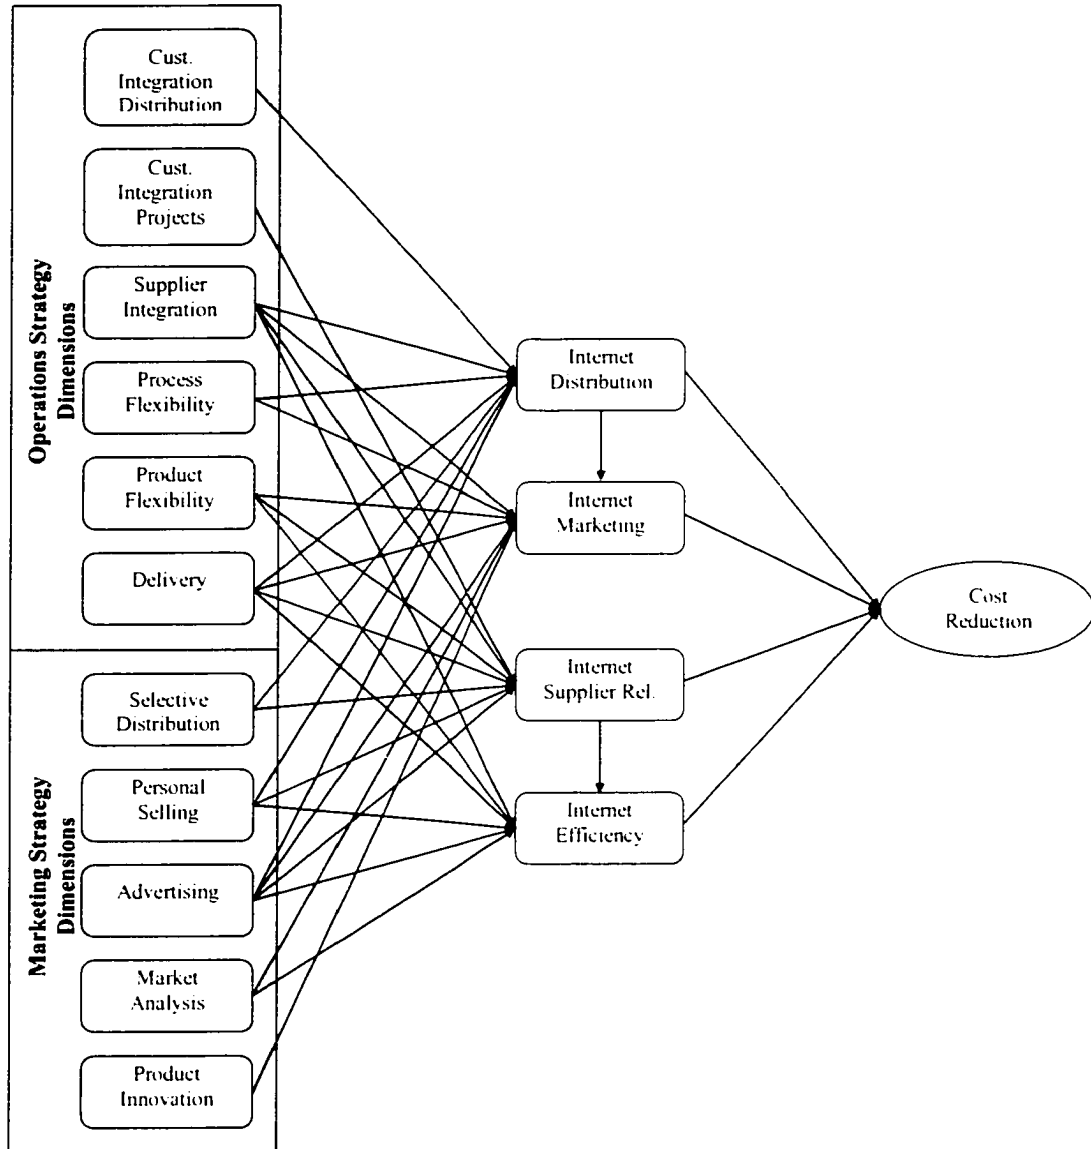 Operations Strategy
Dimensions
Cust.
Integration
Distribution
Cust.
Integration
Projects
Supplier
Integration
Process
Flexibility
Product
Flexibility
Delivery
Marketing Strategy
Dimensions
Selective
Distribution
Personal
Selling
Advertising
Market
Analysis
Product
Innovation
Internet
Distribution
Internet
Marketing
Internet
Supplier Rel.
Internet
Efficiency
Cost
Reduction